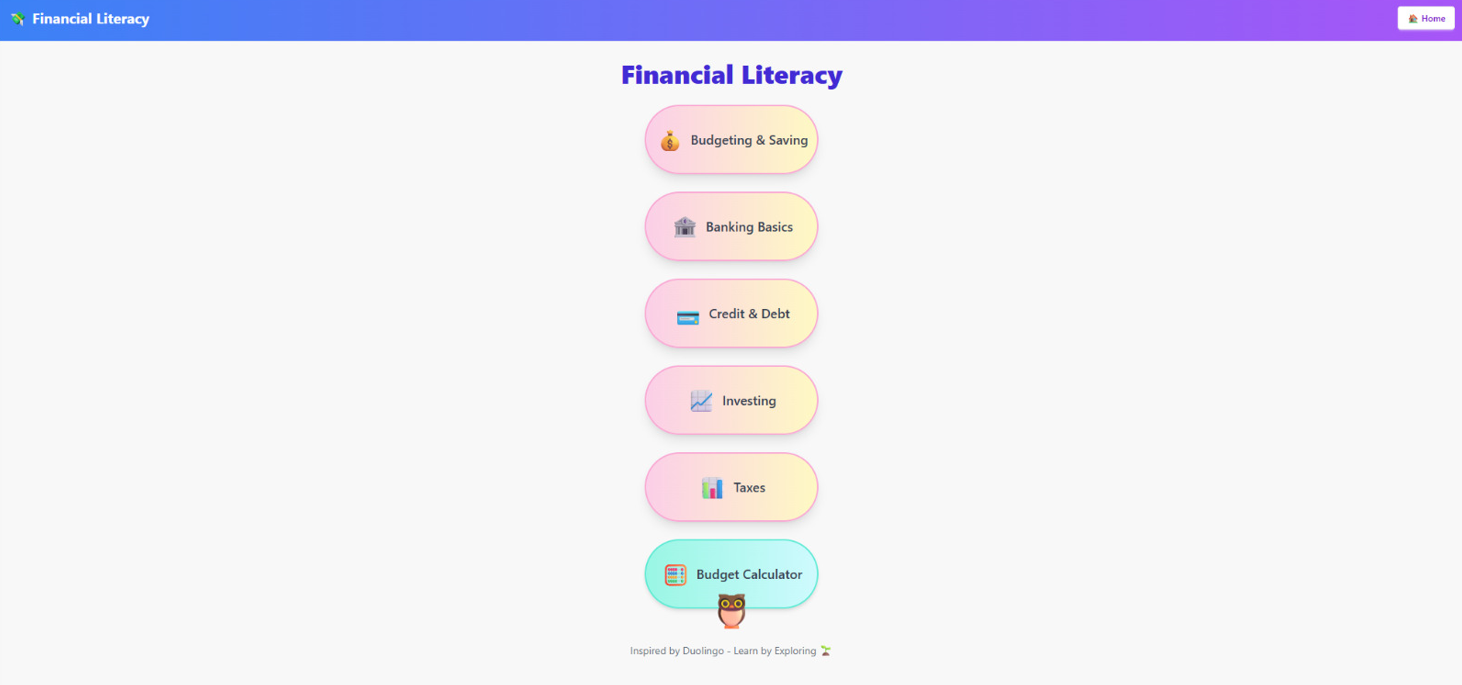 Financial Literacy
Home
Financial Literacy
Budgeting & Saving
Banking Basics
Credit & Debt
Investing
Taxes
Budget Calculator
Inspired by Duolingo - Learn by Exploring